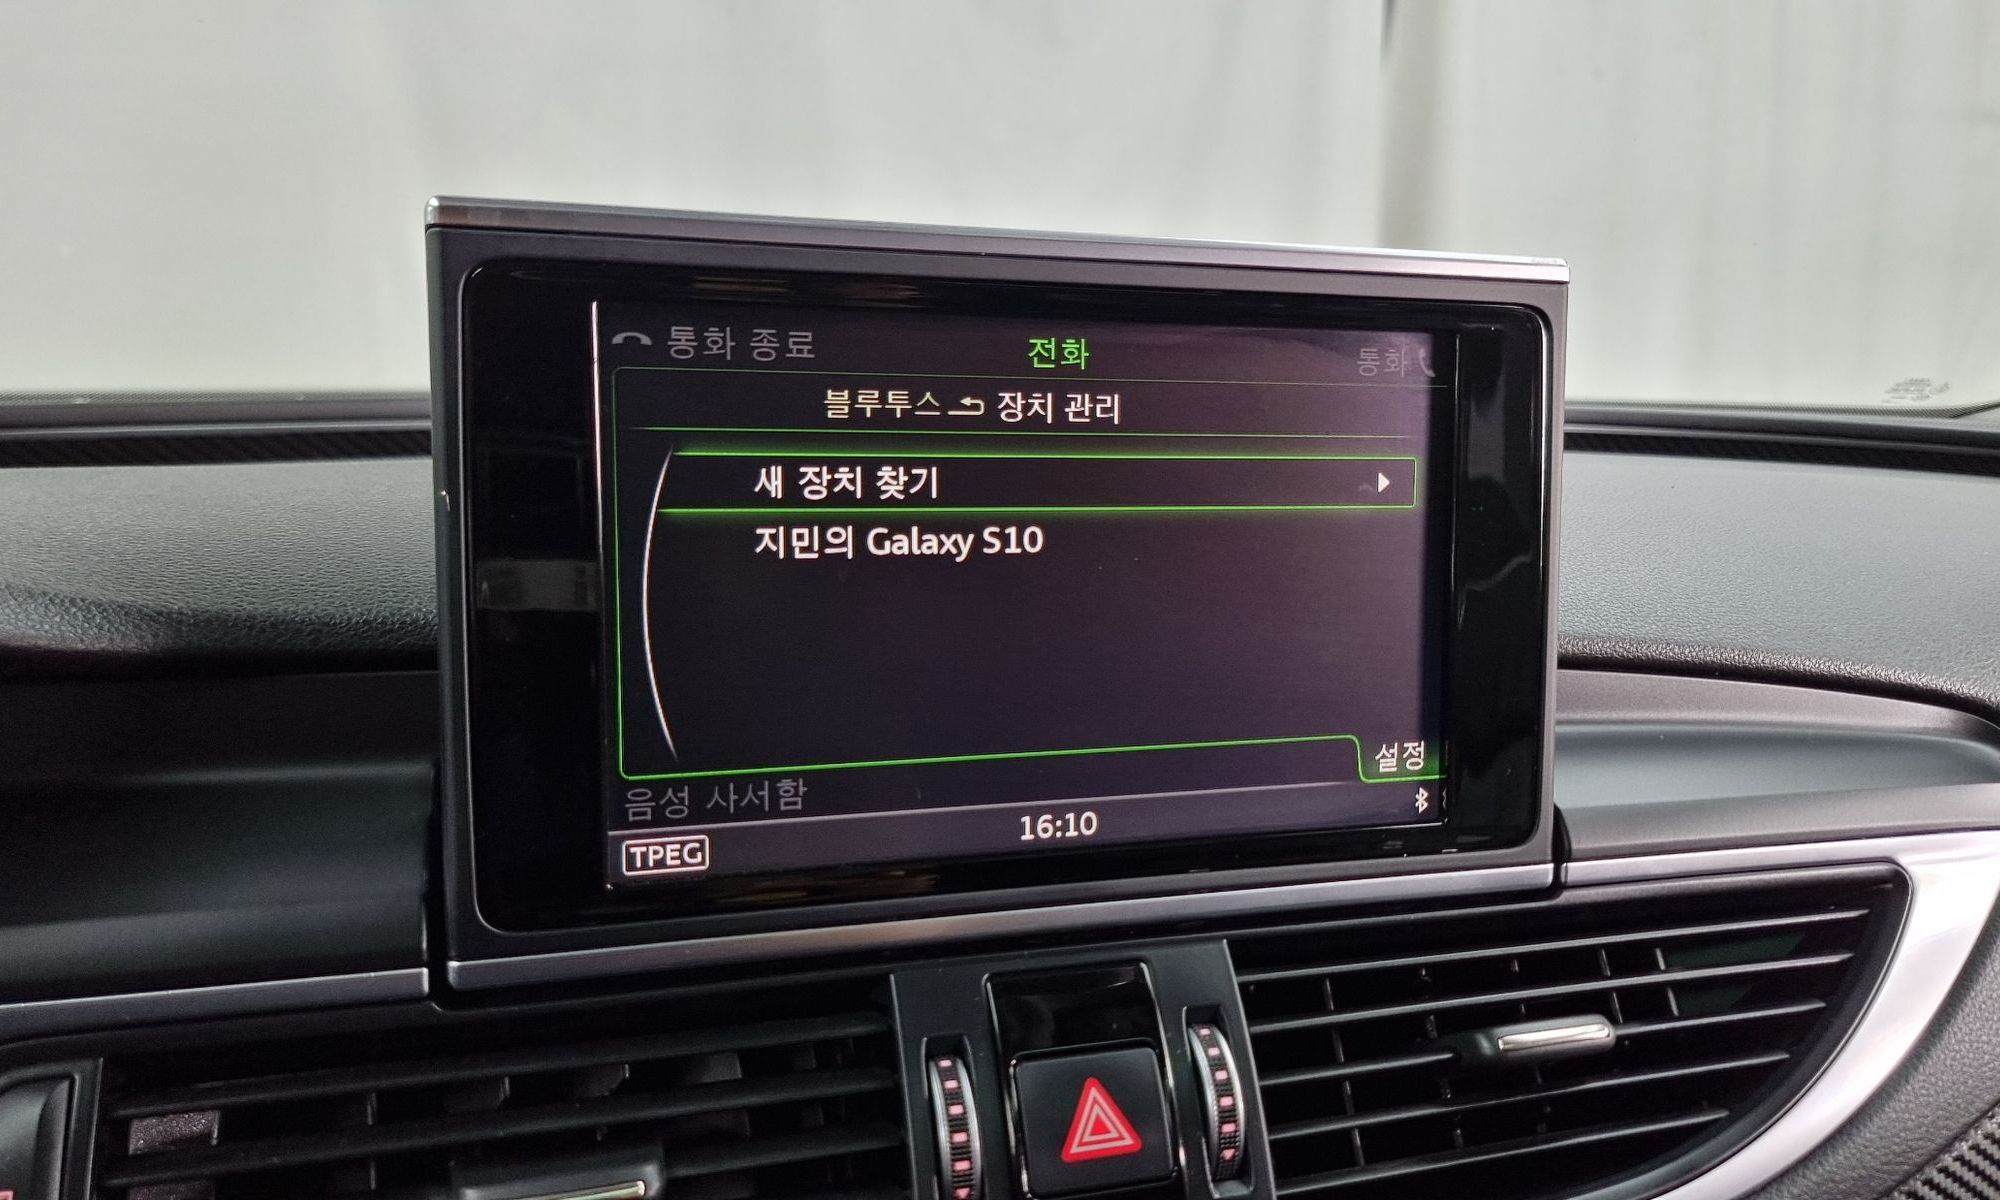 통화 종료
전화
통화
블루투스 장치 관리
새 장치 찾기
지민의 Galaxy S10
설정
음성 사서함
16:10
TPEG